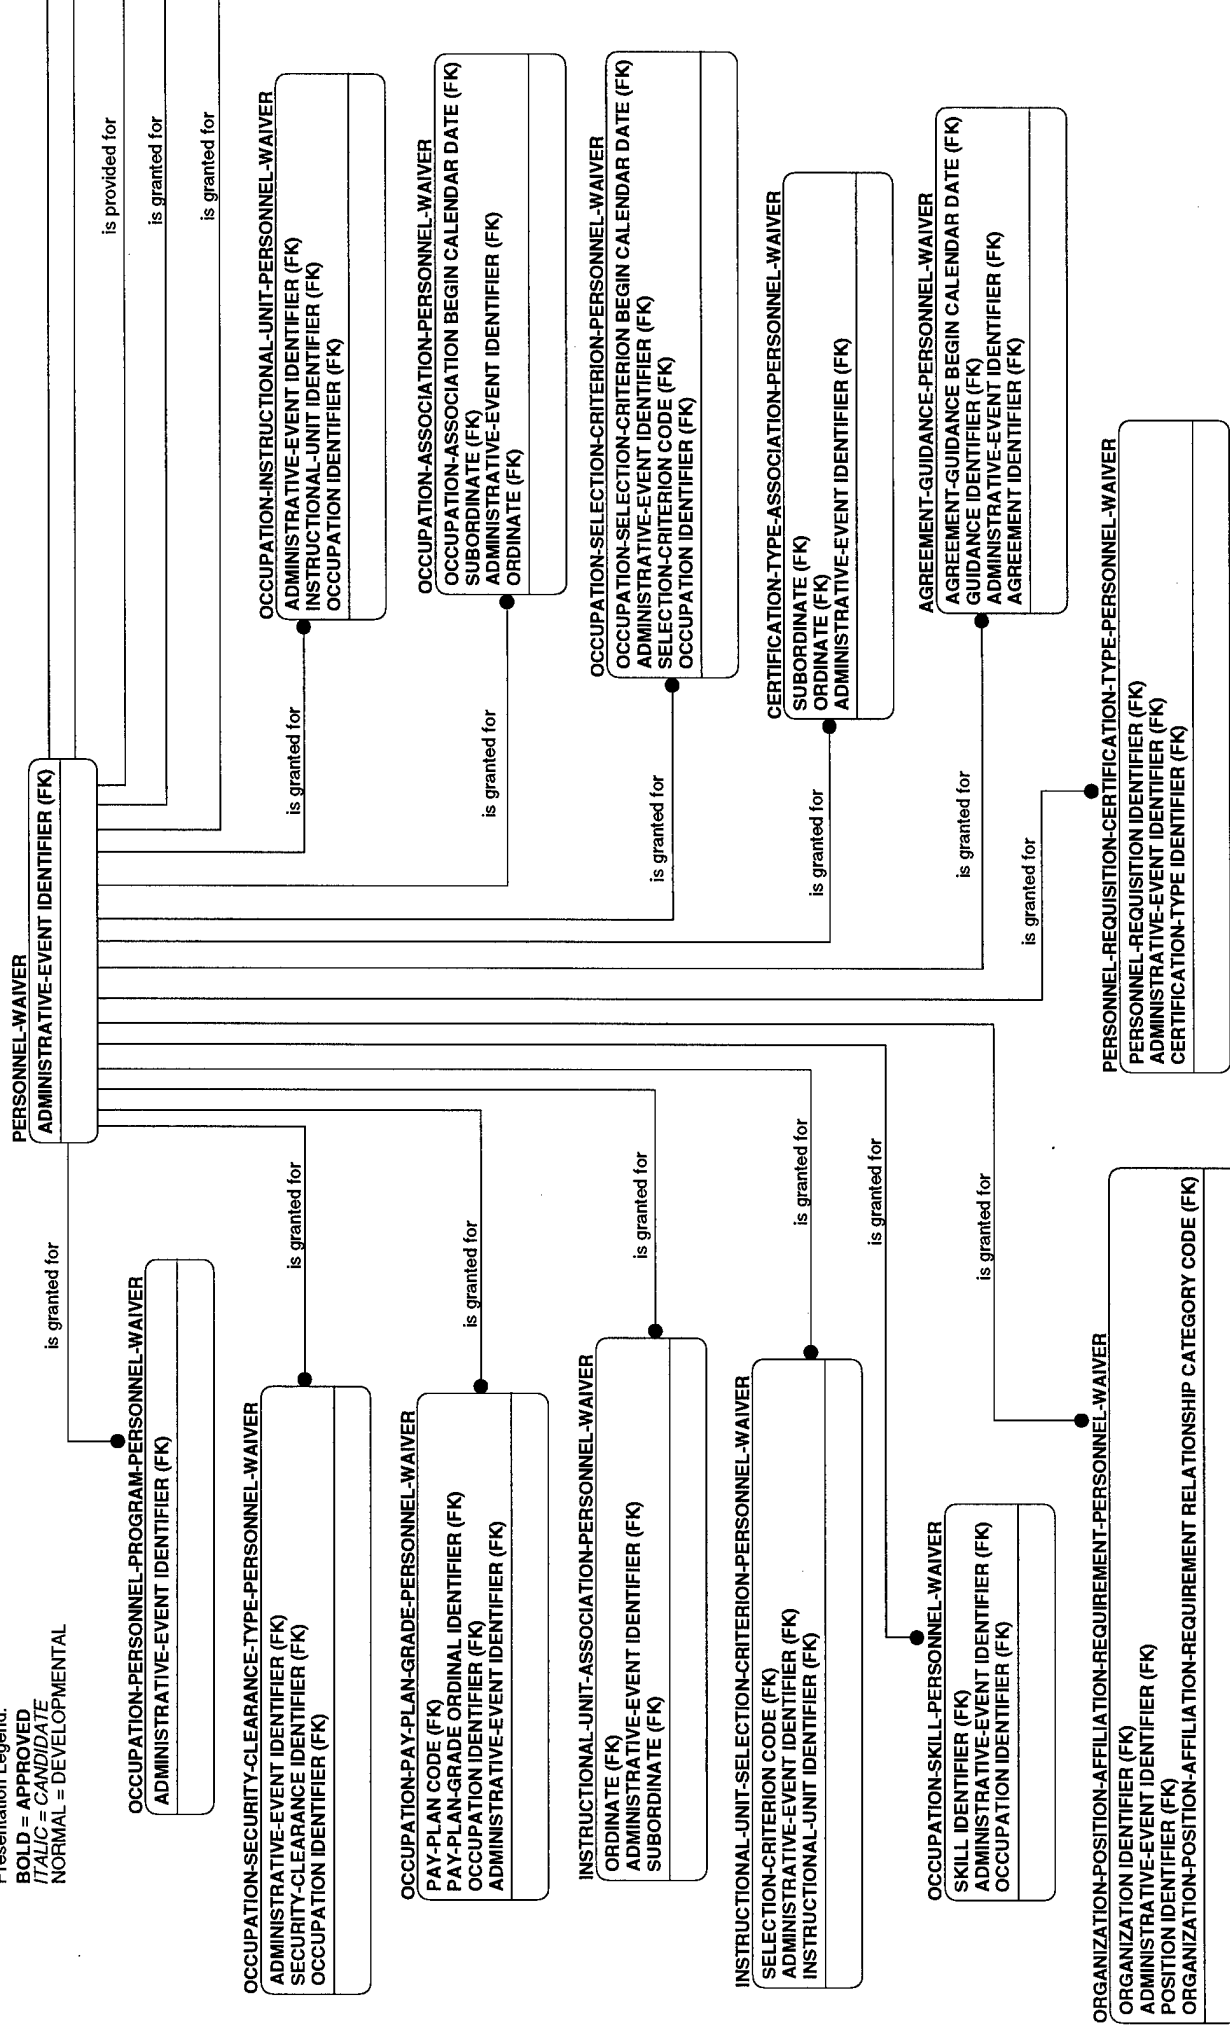 Presentation Legend:
BOLD = APPROVED
ITALIC = CANDIDATE
NORMAL = DEVELOPMENTAL
PERSONNEL-WAIVER
ADMINISTRATIVE-EVENT IDENTIFIER (FK)
is granted for
OCCUPATION-PERSONNEL-PROGRAM-PERSONNEL-WAIVER
ADMINISTRATIVE-EVENT IDENTIFIER (FK)
is granted for
OCCUPATION-SECURITY-CLEARANCE-TYPE-PERSONNEL-WAIVER
ADMINISTRATIVE-EVENT IDENTIFIER (FK)
SECURITY-CLEARANCE IDENTIFIER (FK)
OCCUPATION IDENTIFIER (FK)
is granted for
OCCUPATION-PAY-PLAN-GRADE-PERSONNEL-WAIVER
PAY-PLAN CODE (FK)
PAY-PLAN-GRADE ORDINAL IDENTIFIER (FK)
OCCUPATION IDENTIFIER (FK)
ADMINISTRATIVE-EVENT IDENTIFIER (FK)
is granted for
INSTRUCTIONAL-UNIT-ASSOCIATION-PERSONNEL-WAIVER
ORDINATE (FK)
ADMINISTRATIVE-EVENT IDENTIFIER (FK)
SUBORDINATE (FK)
is granted for
INSTRUCTIONAL-UNIT-SELECTION-CRITERION-PERSONNEL-WAIVER
SELECTION-CRITERION CODE (FK)
ADMINISTRATIVE-EVENT IDENTIFIER (FK)
INSTRUCTIONAL-UNIT IDENTIFIER (FK)
is granted for
OCCUPATION-SKILL-PERSONNEL-WAIVER
SKILL IDENTIFIER (FK)
ADMINISTRATIVE-EVENT IDENTIFIER (FK)
OCCUPATION IDENTIFIER (FK)
is granted for
ORGANIZATION-POSITION-AFFILIATION-REQUIREMENT-PERSONNEL-WAIVER
ORGANIZATION IDENTIFIER (FK)
ADMINISTRATIVE-EVENT IDENTIFIER (FK)
POSITION IDENTIFIER (FK)
ORGANIZATION-POSITION-AFFILIATION-REQUIREMENT RELATIONSHIP CATEGORY CODE (FK)
is provided for
is granted for
is granted for
is granted for
OCCUPATION-INSTRUCTIONAL-UNIT-PERSONNEL-WAIVER
ADMINISTRATIVE-EVENT IDENTIFIER (FK)
INSTRUCTIONAL-UNIT IDENTIFIER (FK)
OCCUPATION IDENTIFIER (FK)
is granted for
OCCUPATION-ASSOCIATION-PERSONNEL-WAIVER
OCCUPATION-ASSOCIATION BEGIN CALENDAR DATE (FK)
SUBORDINATE (FK)
ADMINISTRATIVE-EVENT IDENTIFIER (FK)
ORDINATE (FK)
is granted for
OCCUPATION-SELECTION-CRITERION-PERSONNEL-WAIVER
OCCUPATION-SELECTION-CRITERION BEGIN CALENDAR DATE (FK)
ADMINISTRATIVE-EVENT IDENTIFIER (FK)
SELECTION-CRITERION CODE (FK)
OCCUPATION IDENTIFIER (FK)
is granted for
CERTIFICATION-TYPE-ASSOCIATION-PERSONNEL-WAIVER
SUBORDINATE (FK)
ORDINATE (FK)
ADMINISTRATIVE-EVENT IDENTIFIER (FK)
is granted for
AGREEMENT-GUIDANCE-PERSONNEL-WAIVER
AGREEMENT-GUIDANCE BEGIN CALENDAR DATE (FK)
GUIDANCE IDENTIFIER (FK)
ADMINISTRATIVE-EVENT IDENTIFIER (FK)
AGREEMENT IDENTIFIER (FK)
is granted for
PERSONNEL-REQUISITION-CERTIFICATION-TYPE-PERSONNEL-WAIVER
PERSONNEL-REQUISITION IDENTIFIER (FK)
ADMINISTRATIVE-EVENT IDENTIFIER (FK)
CERTIFICATION-TYPE IDENTIFIER (FK)